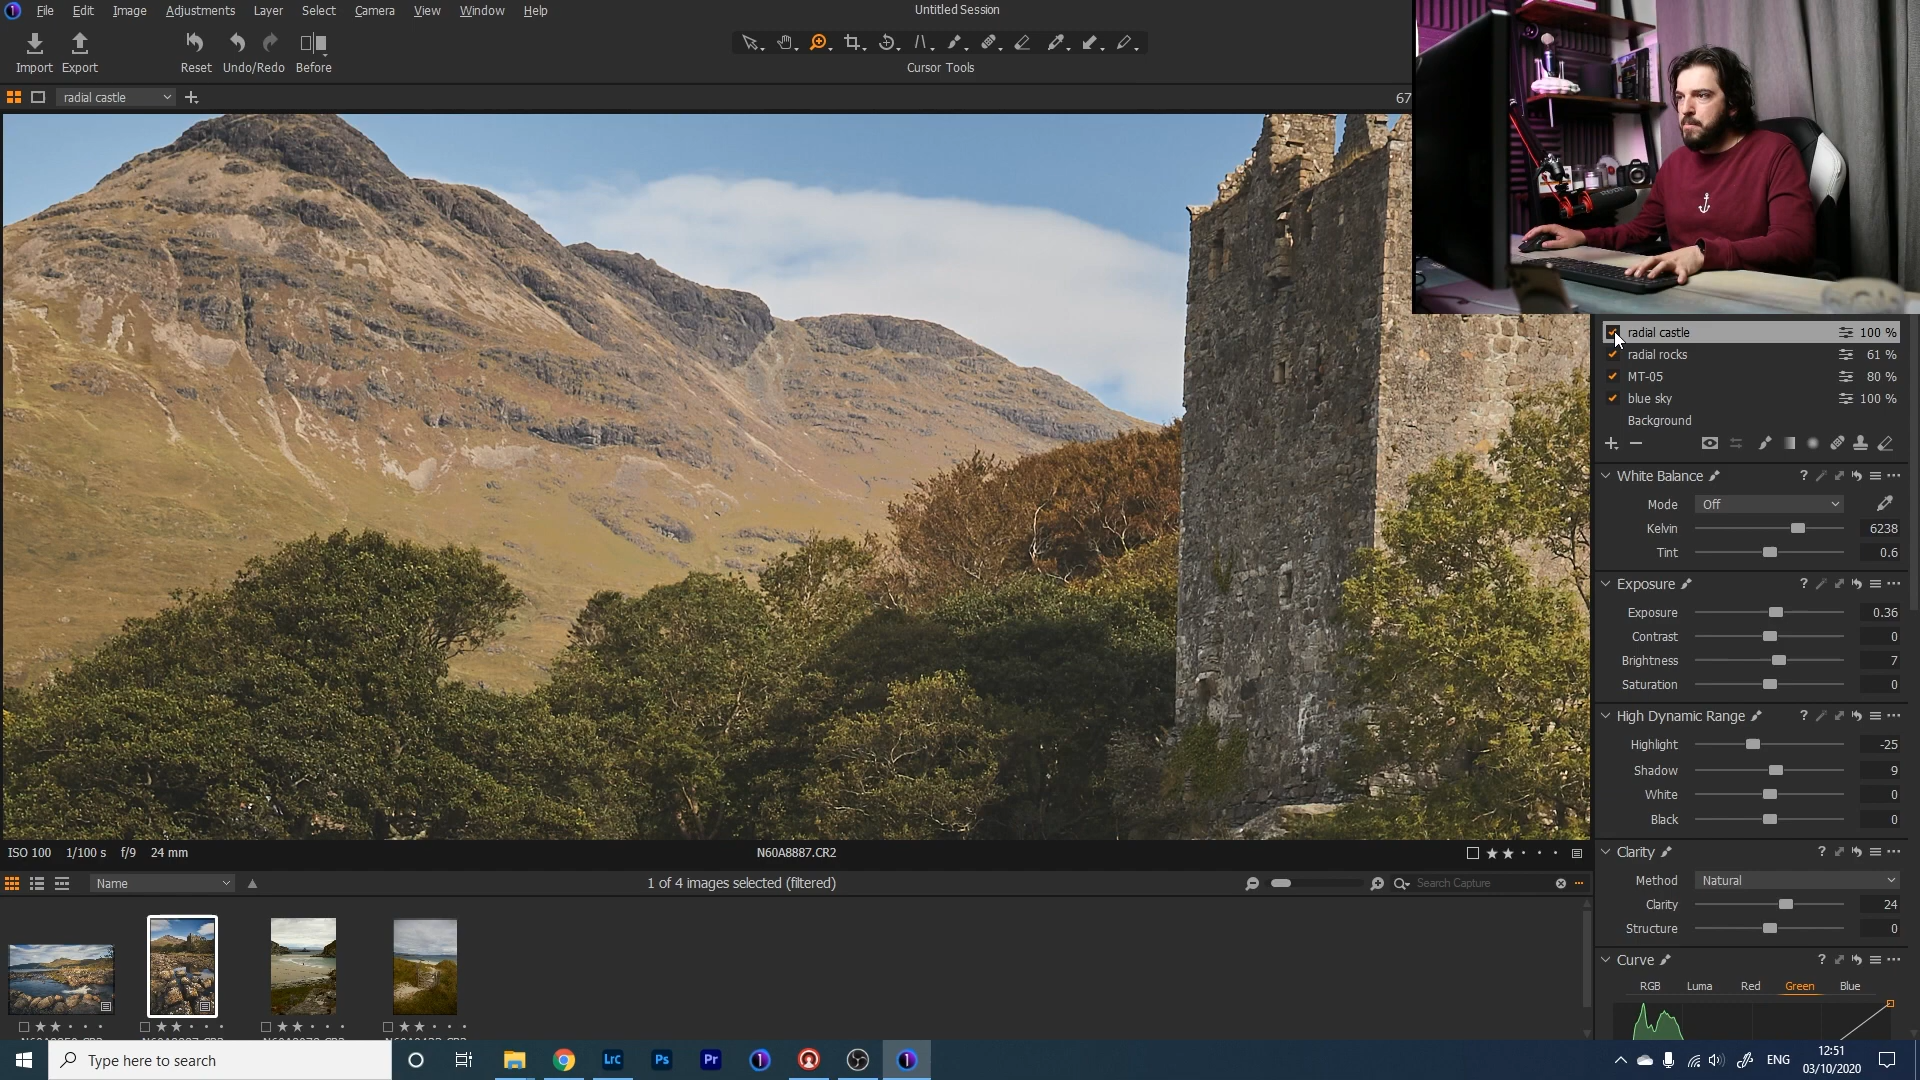 File Edit Image Adjustments Layer Select Camera View Window Help
Untitled Session
Import Export Reset Undo/Redo Before
Cursor Tools
radial castle
67
radial castle 100 %
radial rocks 61 %
MT-05 80 %
blue sky 100 %
Background
White Balance
Mode Off
Kelvin 6238
Tint 0.6
Exposure
Exposure 0.36
Contrast 0
Brightness 7
Saturation 0
High Dynamic Range
Highlight -25
Shadow 9
White 0
Black 0
Clarity
Method Natural
Clarity 24
Structure 0
Curve
RGB Luma Red Green Blue
ISO 100 1/100 s f/9 24 mm
N60A8887.CR2
Name
1 of 4 images selected (filtered)
Search Capture
Type here to search
Lrc Ps Pr
ENG
12:51
03/10/2020